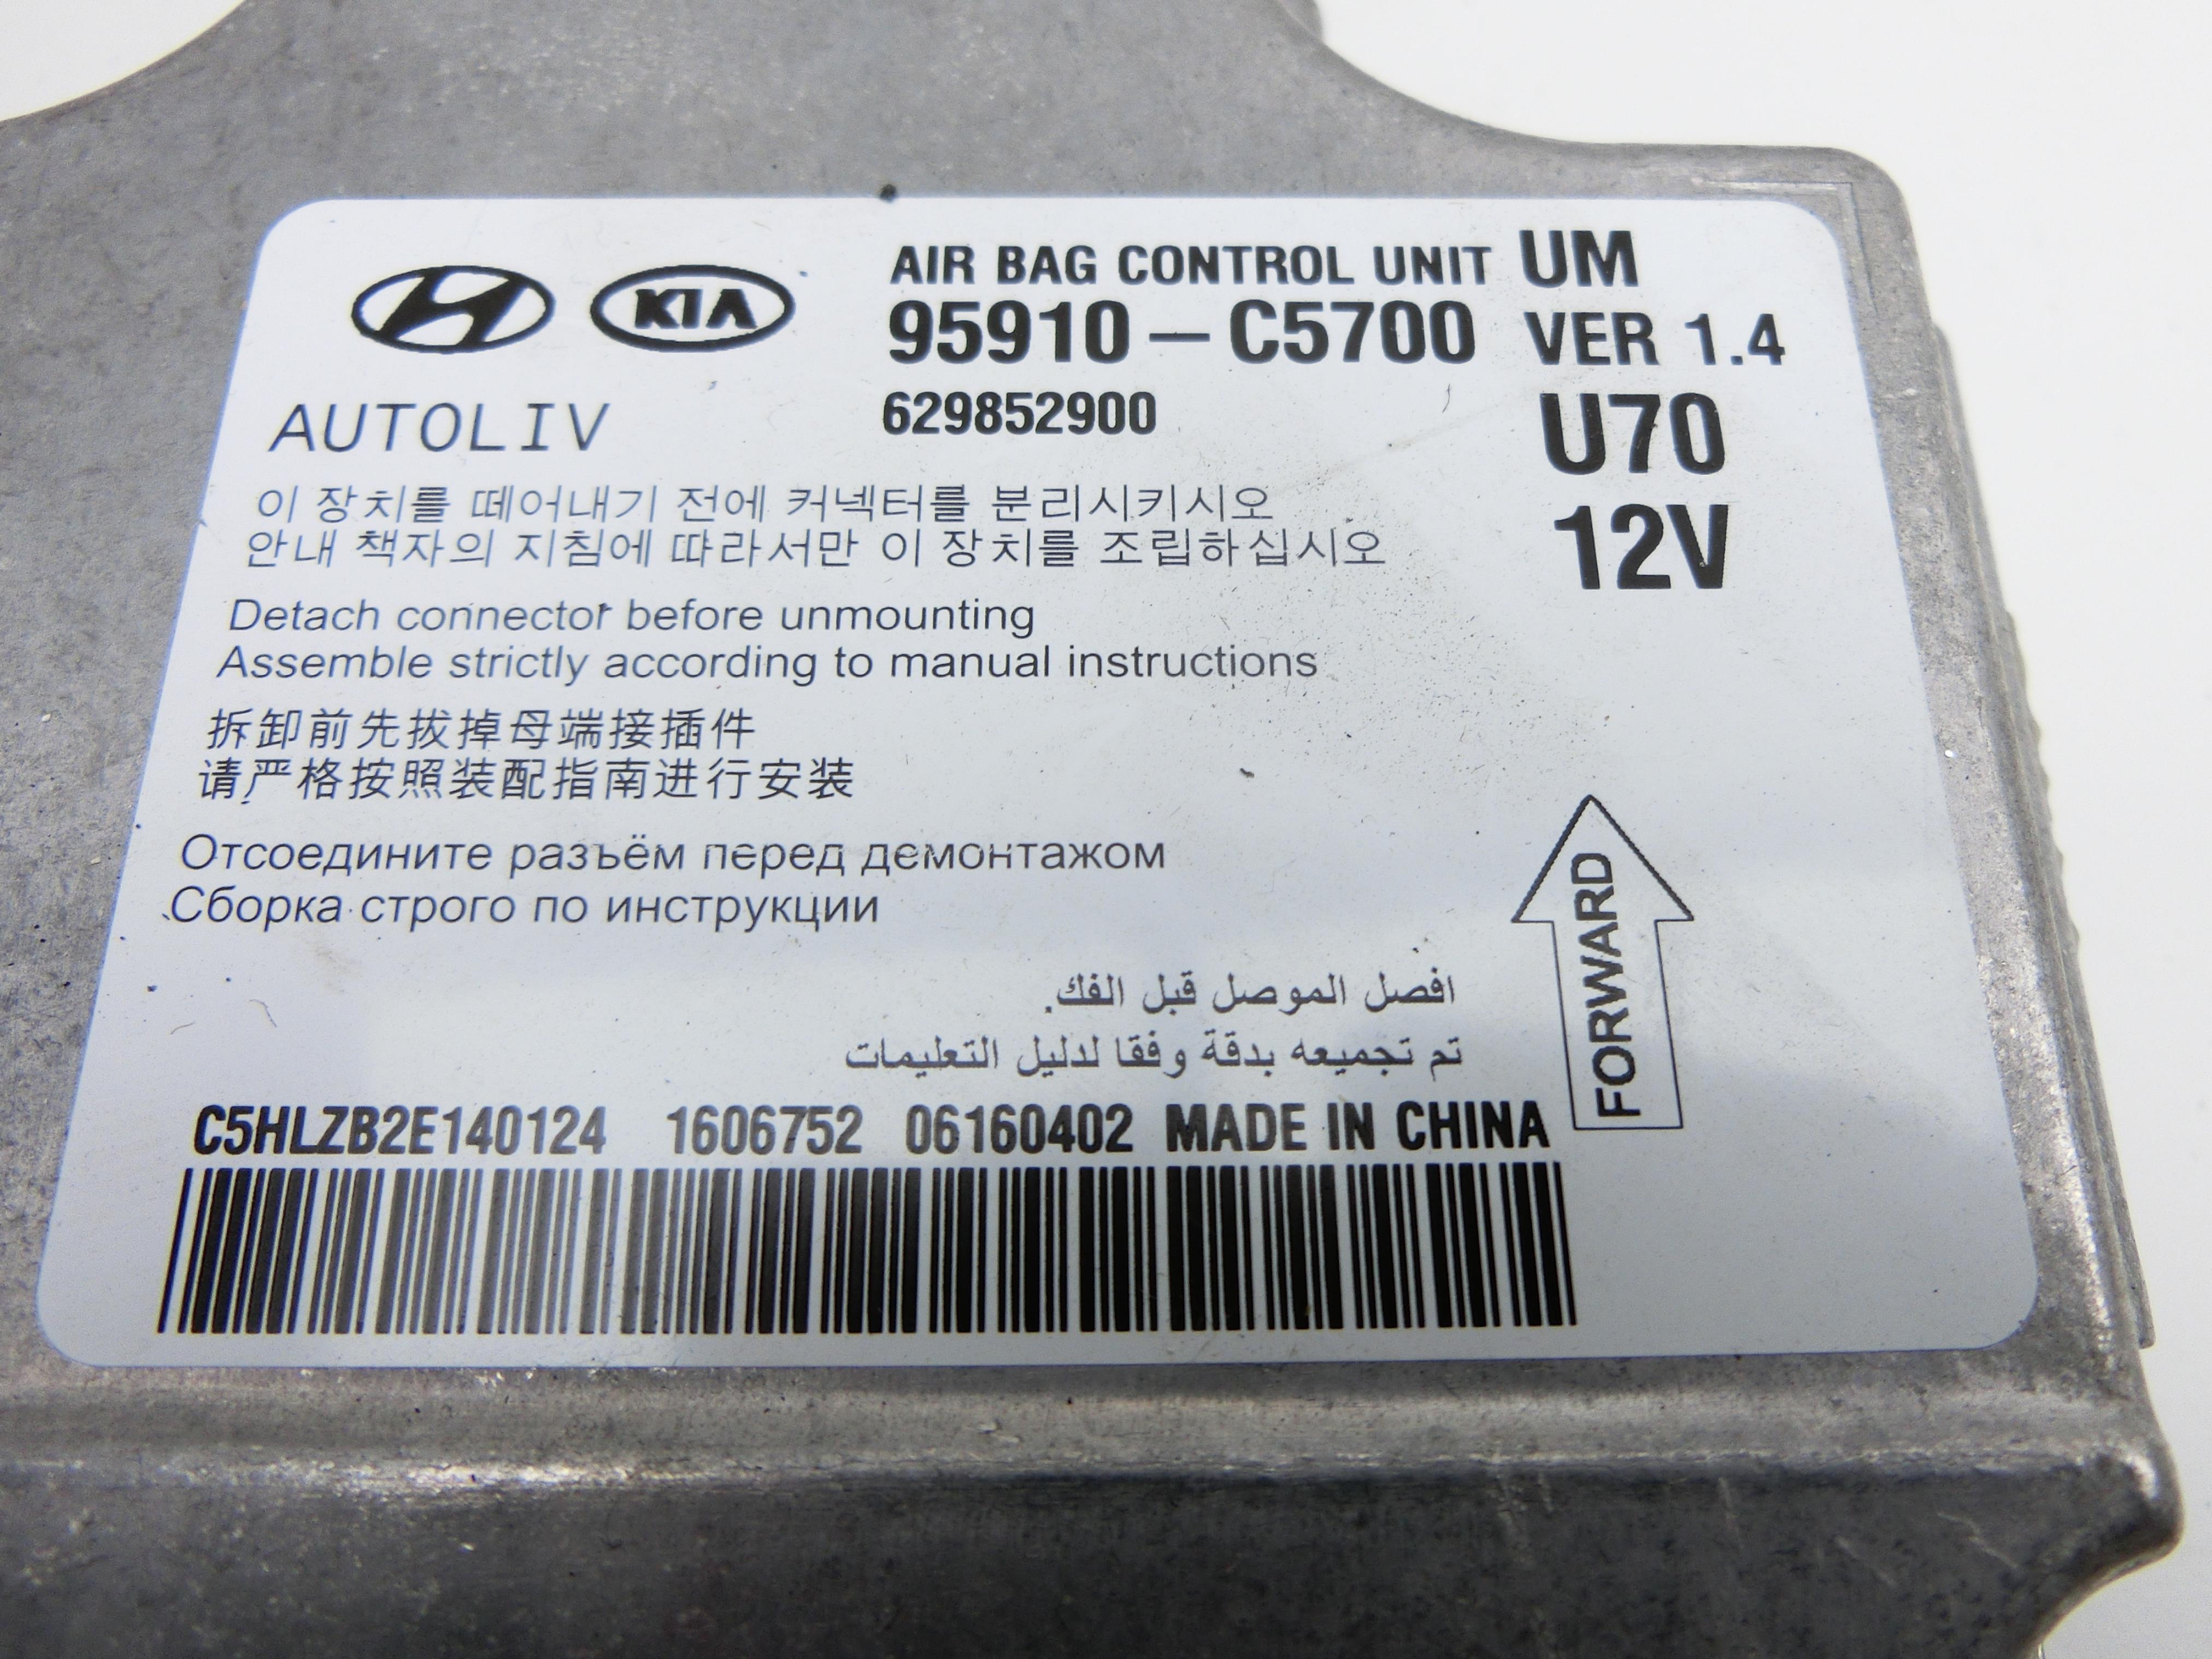 KIA
AIR BAG CONTROL UNIT UM
95910-C5700 VER 1.4
AUTOLIV
629852900
U70
12V
이 장치를 떼어내기 전에 커넥터를 분리시키시오
안내 책자의 지침에 따라서만 이 장치를 조립하십시오
Detach connector before unmounting
Assemble strictly according to manual instructions
拆卸前先拔掉母端接插件
请严格按照装配指南进行安装
Отсоедините разъём перед демонтажом
Сборка строго по инструкции
افصل الموصل قبل الفك.
تم تجميعه بدقة وفقا لدليل التعليمات
FORWARD
C5HLZB2E140124 1606752 06160402 MADE IN CHINA